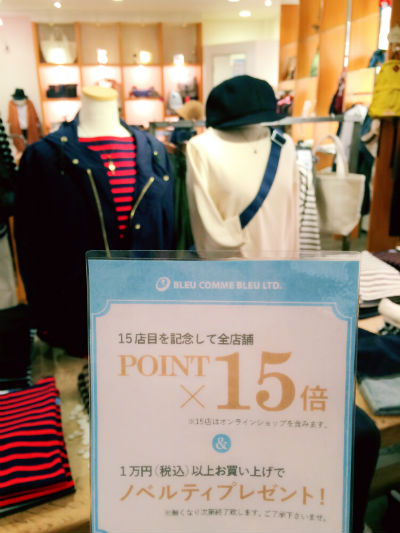 BLEU COMME BLEU LTD.
15店目を記念して全店舗
POINT
×15倍
※15店はオンラインショップを含みます。
&
1万円(税込)以上お買い上げで
ノベルティプレゼント!
※無くなり次第終了致します。ご了承下さいませ。